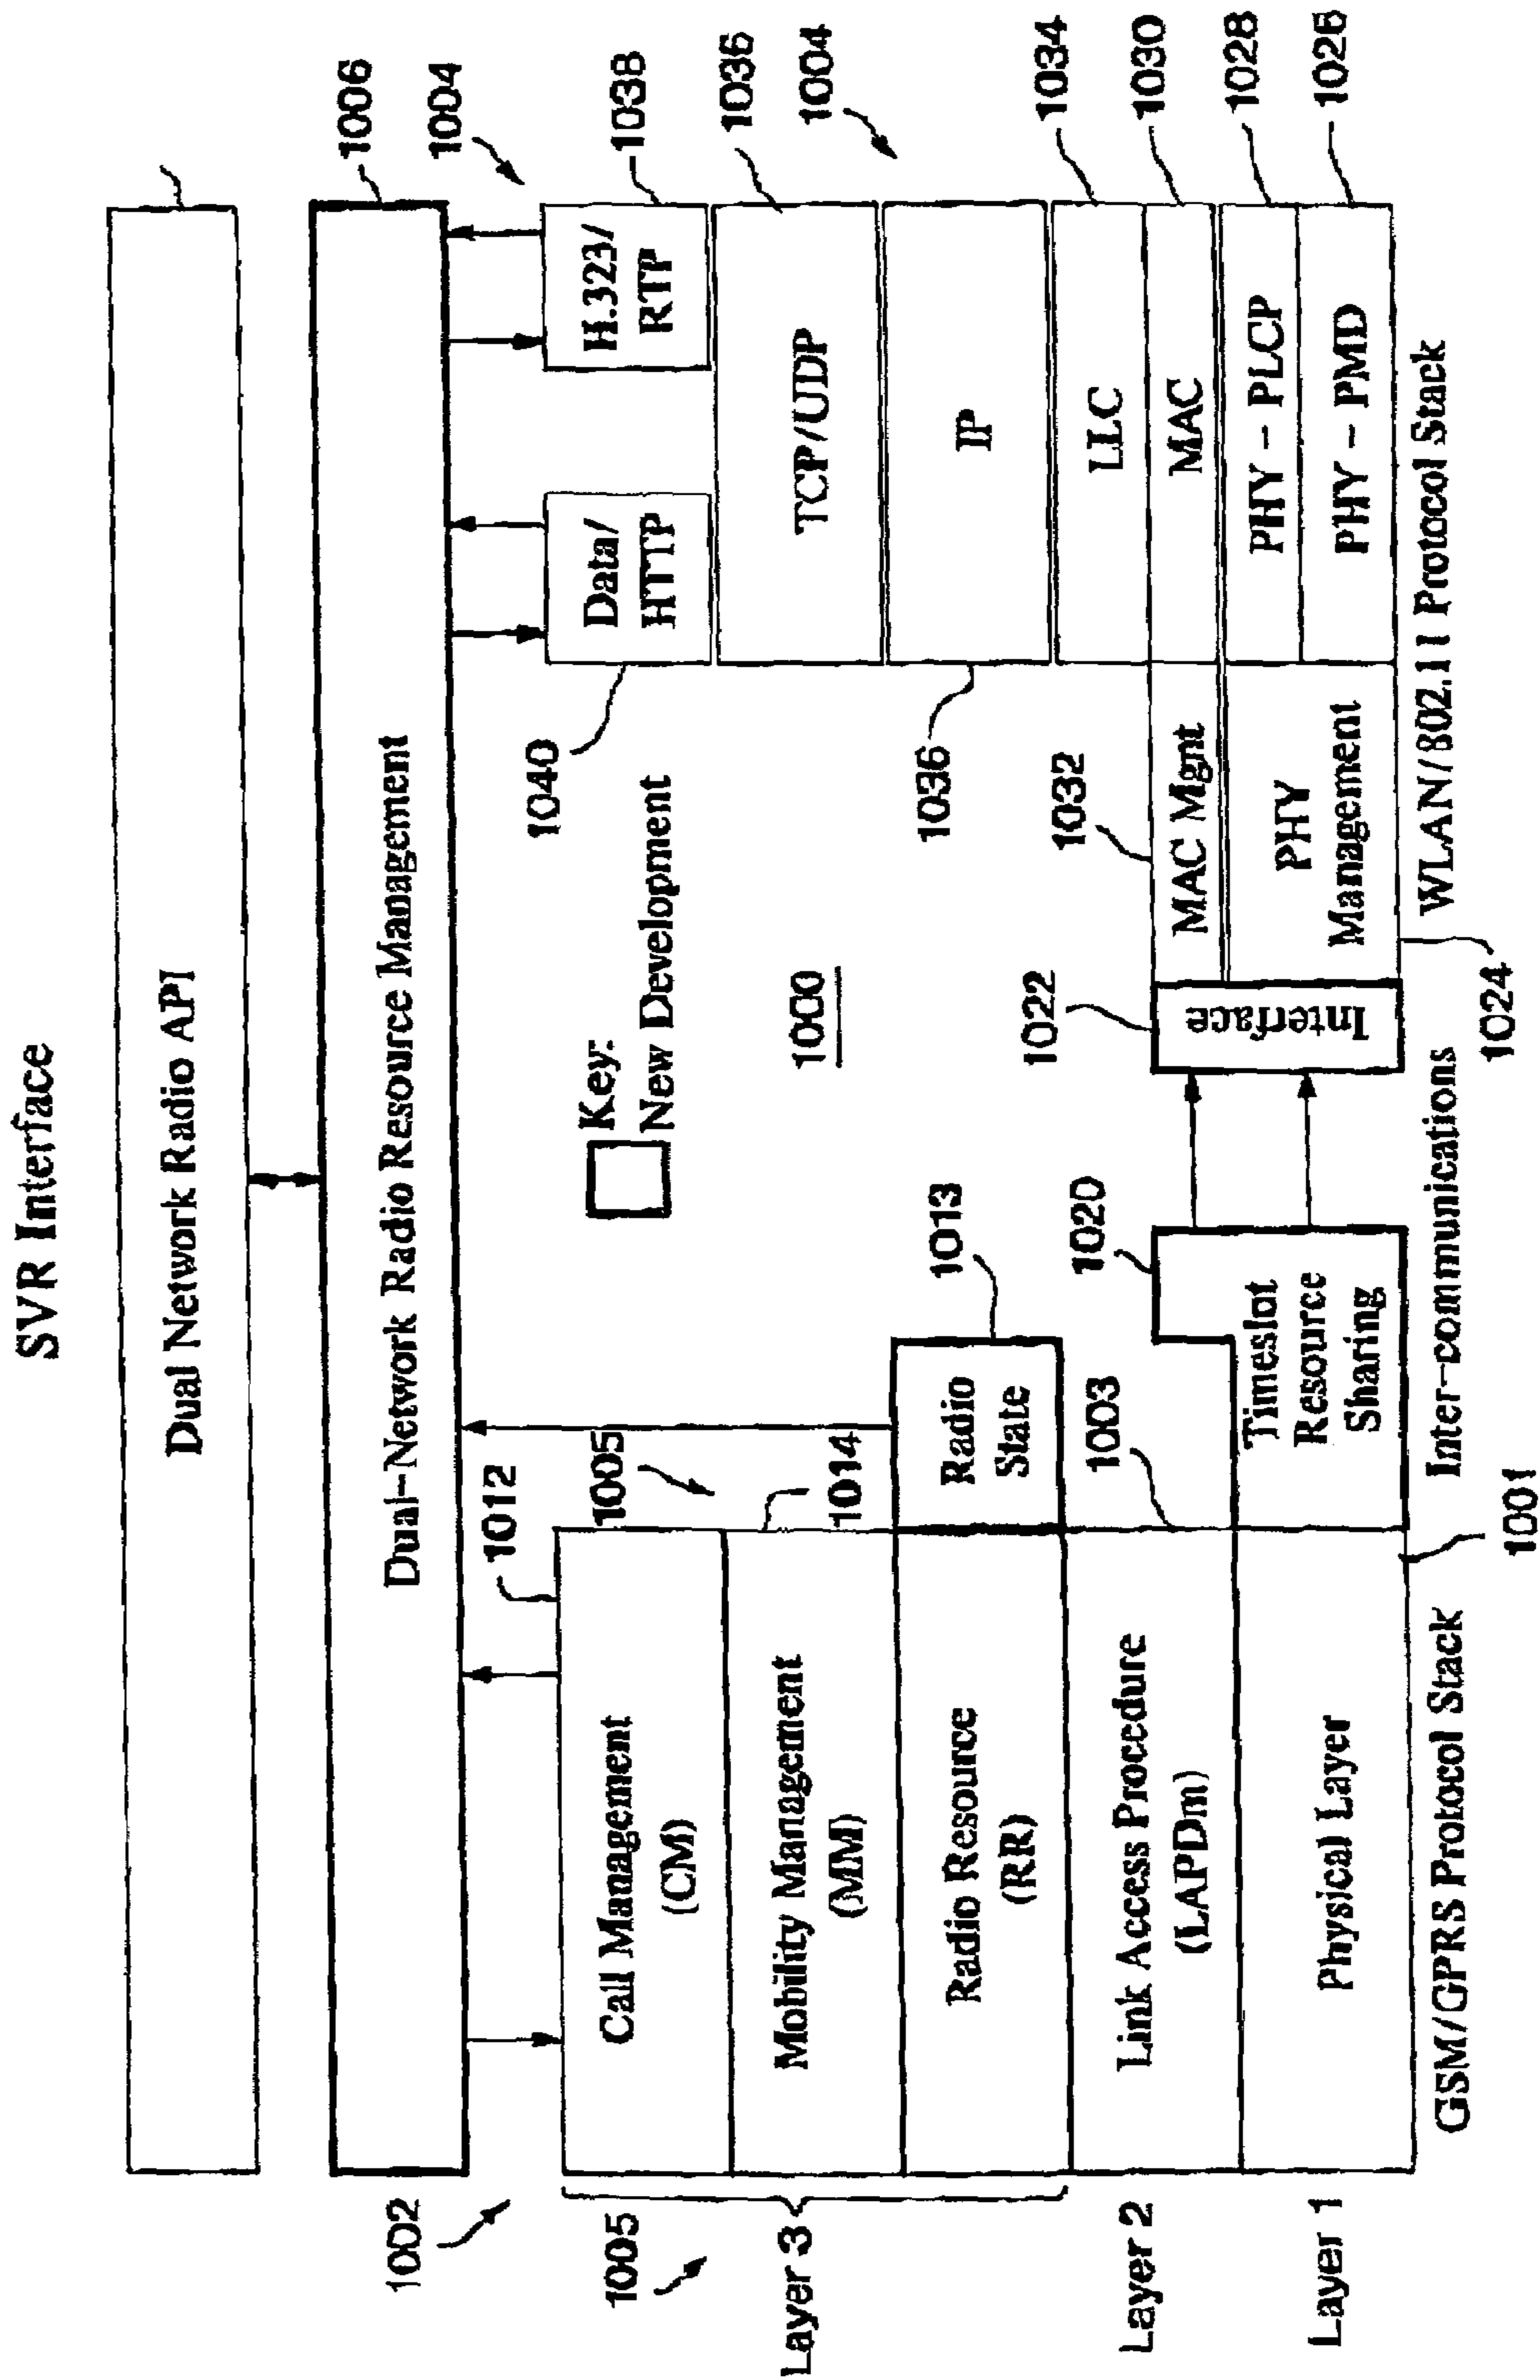 SVR Interface
Dual Network Radio API
1006
Dual-Network Radio Resource Management
1002
1004
1012
1005
1005
1014
Call Management
(CM)
Mobility Management
(MM)
Radio Resource
(RR)
Radio
State
1013
Link Access Procedure
(LAPDm)
1003
Physical Layer
1001
Layer 3
Layer 2
Layer 1
GSM/GPRS Protocol Stack
Key:
New Development
1000
1020
Timeslot
Resource
Sharing
Inter-communications
1022
Interface
1040
Data/
HTTP
H.323/
RTP
1038
TCP/UDP
1036
1004
IP
1036
LLC
1034
1032
MAC Mgnt
MAC
1030
PHY
Management
1024
PHY - PLCP
1028
PHY - PMD
1026
WLAN/802.11 Protocol Stack